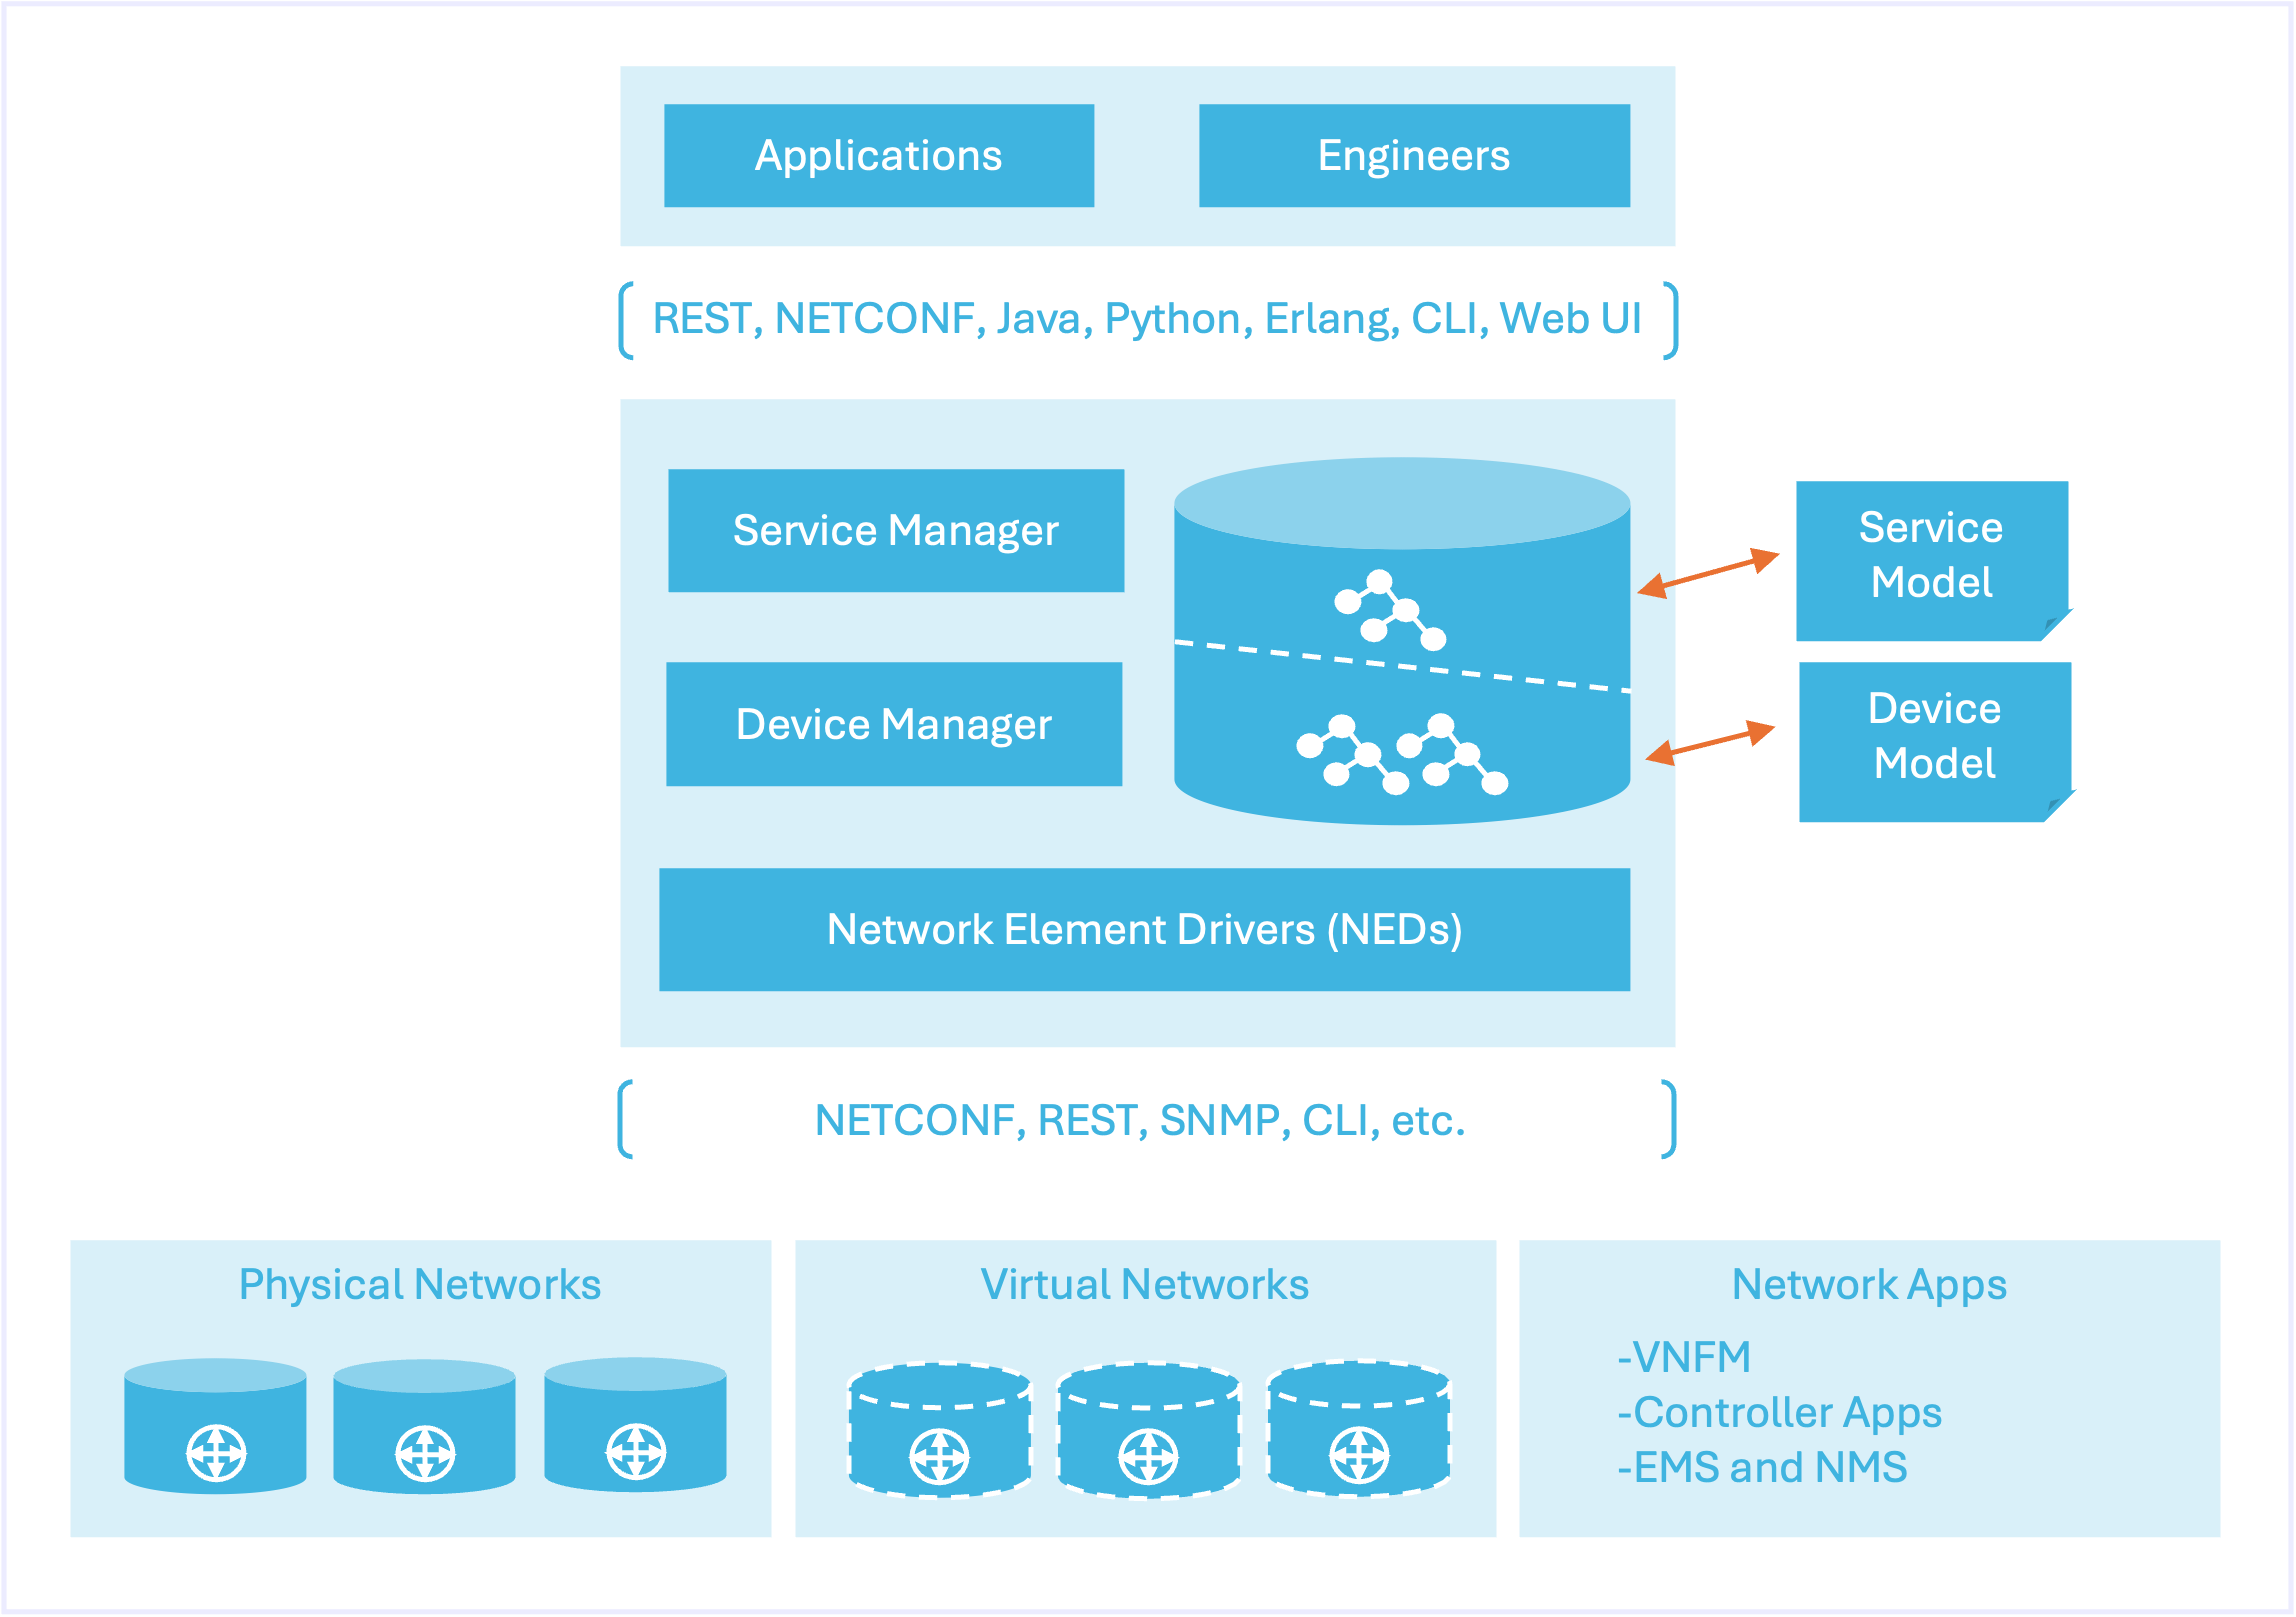 Applications
Engineers
REST, NETCONF, Java, Python, Erlang, CLI, Web UI
Service Manager
Service
Model
Device Manager
Device
Model
Network Element Drivers (NEDs)
NETCONF, REST, SNMP, CLI, etc.
Physical Networks
Virtual Networks
Network Apps
-VNFM
-Controller Apps
-EMS and NMS